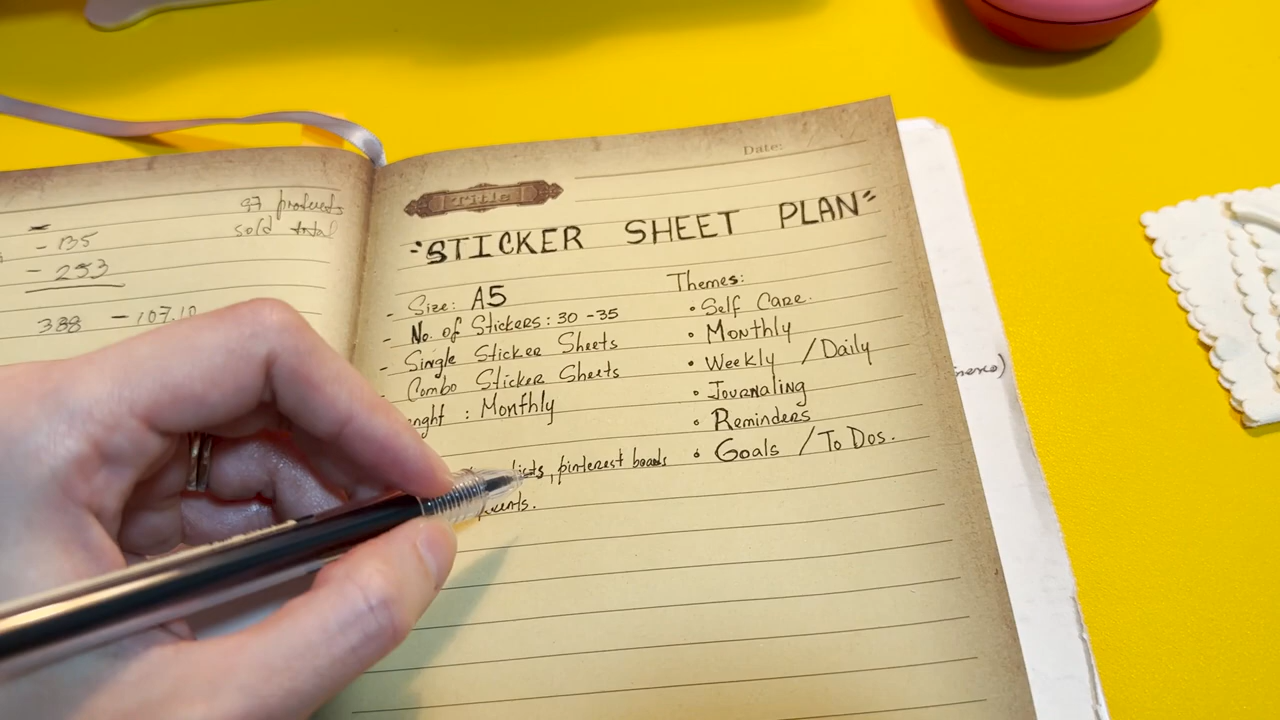 97 products
sold total
- 135
- 253
388 - 107.10
Date:
Title
"STICKER SHEET PLAN"
- Size: A5
- No. of Stickers: 30 - 35
- Single Sticker Sheets
- Combo Sticker Sheets
: Monthly
, pinterest boards
Themes:
• Self Care.
• Monthly
• Weekly / Daily
• Journaling
• Reminders
• Goals / To Dos.